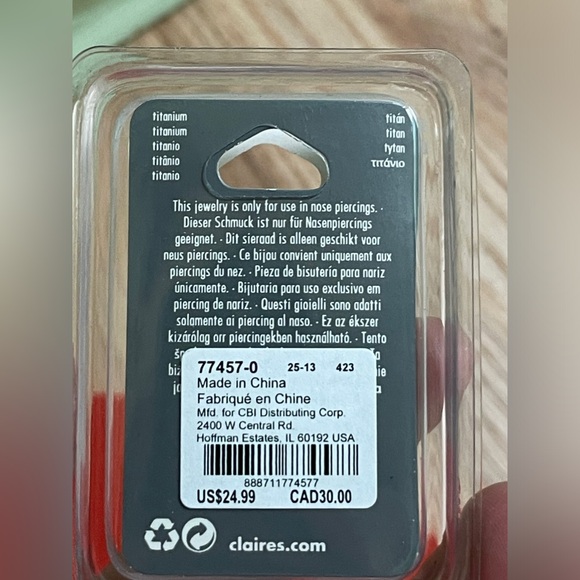 titanium
titanium
titanio
titânio
titanio
titán
titan
tytan
τιτάνιο
This jewelry is only for use in nose piercings. ·
Dieser Schmuck ist nur für Nasenpiercings
geeignet. · Dit sieraad is alleen geschikt voor
neus piercings. · Ce bijou convient uniquement aux
piercings du nez. · Pieza de bisutería para nariz
únicamente. · Bijutaria para uso exclusivo em
piercing de nariz. · Questi gioielli sono adatti
solamente ai piercing al naso. · Ez az ékszer
kizárólag orr piercingekben használható. · Tento
77457-0 25-13 423
Made in China
Fabriqué en Chine
Mfd. for CBI Distributing Corp.
2400 W Central Rd.
Hoffman Estates, IL 60192 USA
888711774577
US$24.99 CAD30.00
claires.com